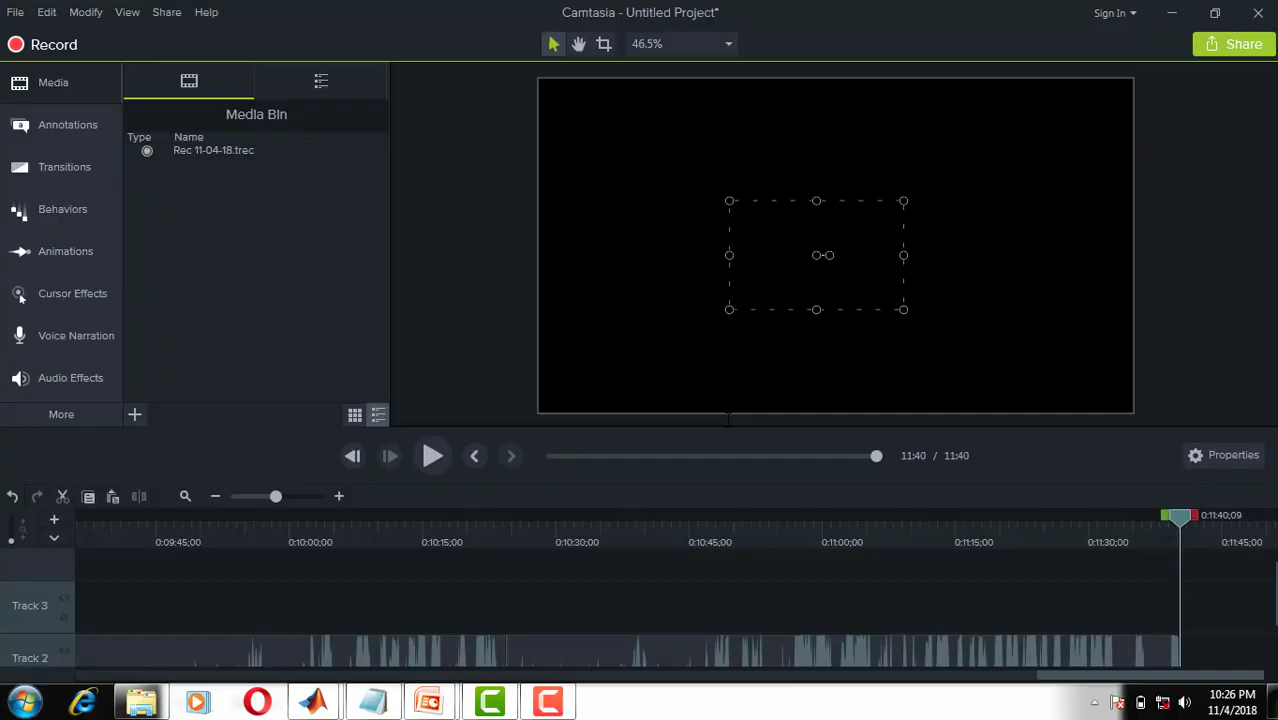 File Edit Modify View Share Help
Camtasia - Untitled Project*
Sign In
Record
46.5%
Share
Media
Annotations
Transitions
Behaviors
Animations
Cursor Effects
Voice Narration
Audio Effects
More
Media Bin
Type Name
Rec 11-04-18.trec
11:40 / 11:40
Properties
0:11:40;09
0:09:45;00 0:10:00;00 0:10:15;00 0:10:30;00 0:10:45;00 0:11:00;00 0:11:15;00 0:11:30;00 0:11:45;00
Track 3
Track 2
10:26 PM
11/4/2018